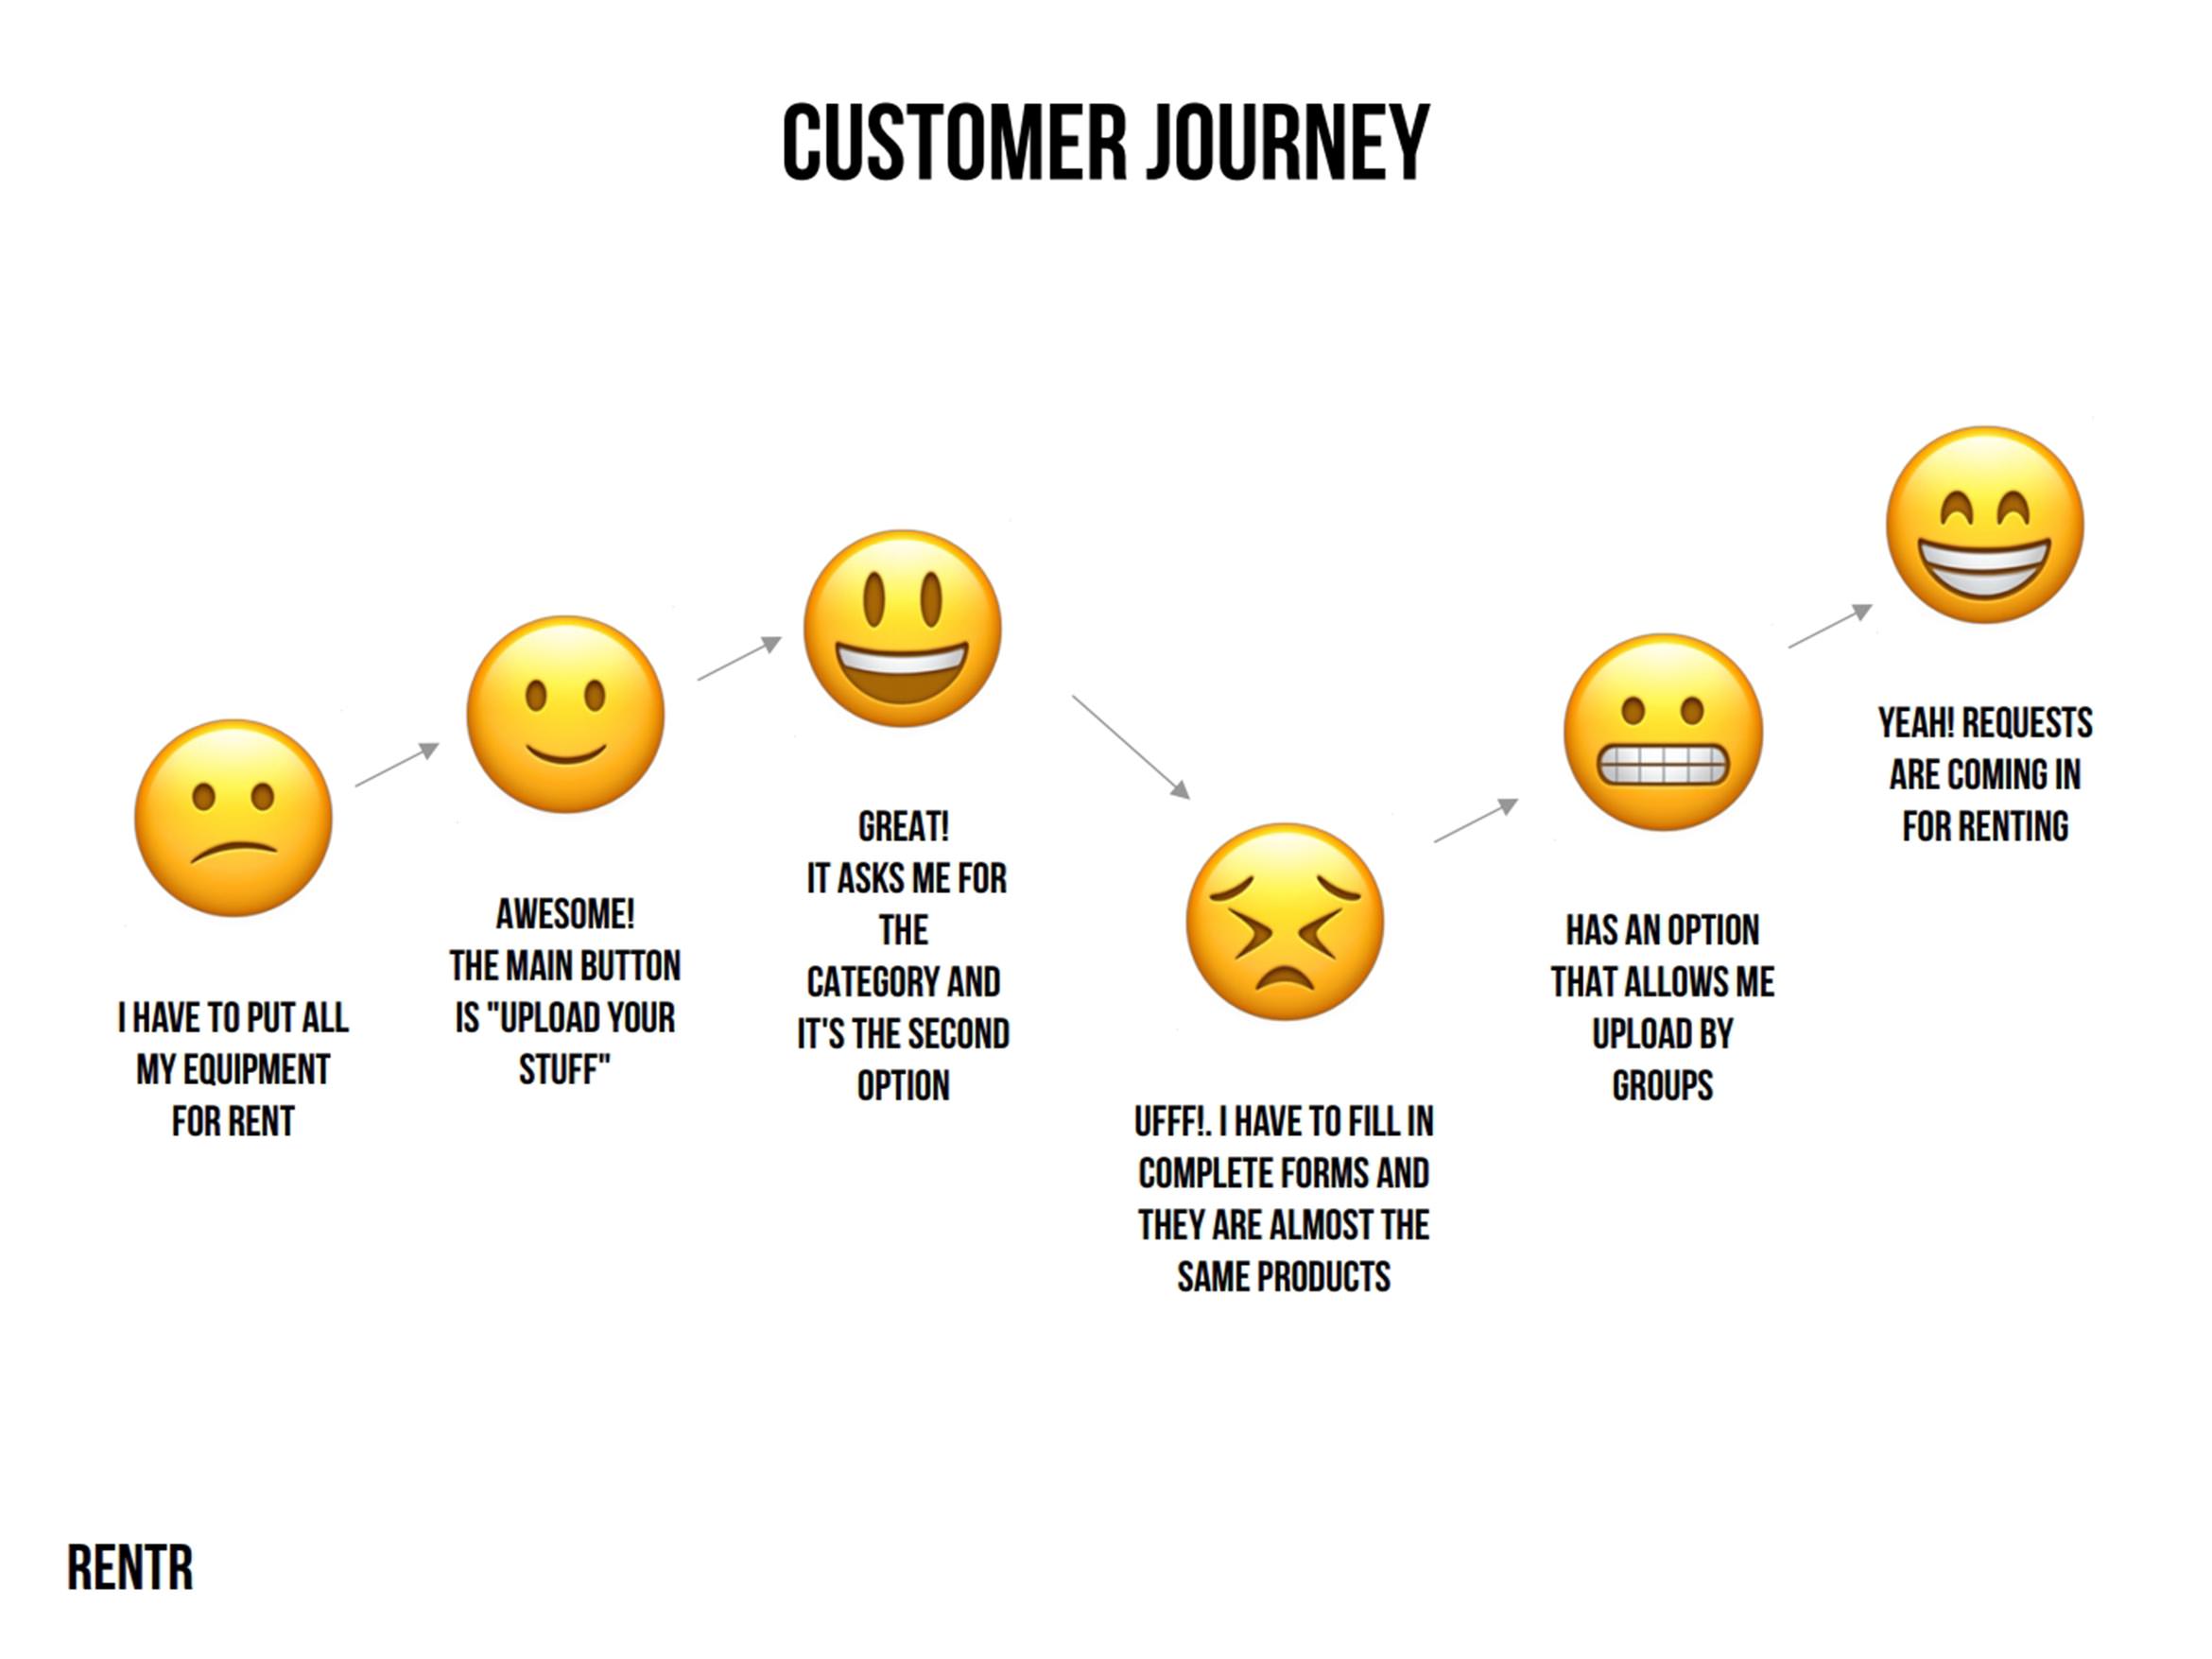 CUSTOMER JOURNEY
I HAVE TO PUT ALL
MY EQUIPMENT
FOR RENT
AWESOME!
THE MAIN BUTTON
IS "UPLOAD YOUR
STUFF"
GREAT!
IT ASKS ME FOR
THE
CATEGORY AND
IT'S THE SECOND
OPTION
UFFF!. I HAVE TO FILL IN
COMPLETE FORMS AND
THEY ARE ALMOST THE
SAME PRODUCTS
HAS AN OPTION
THAT ALLOWS ME
UPLOAD BY
GROUPS
YEAH! REQUESTS
ARE COMING IN
FOR RENTING
RENTR